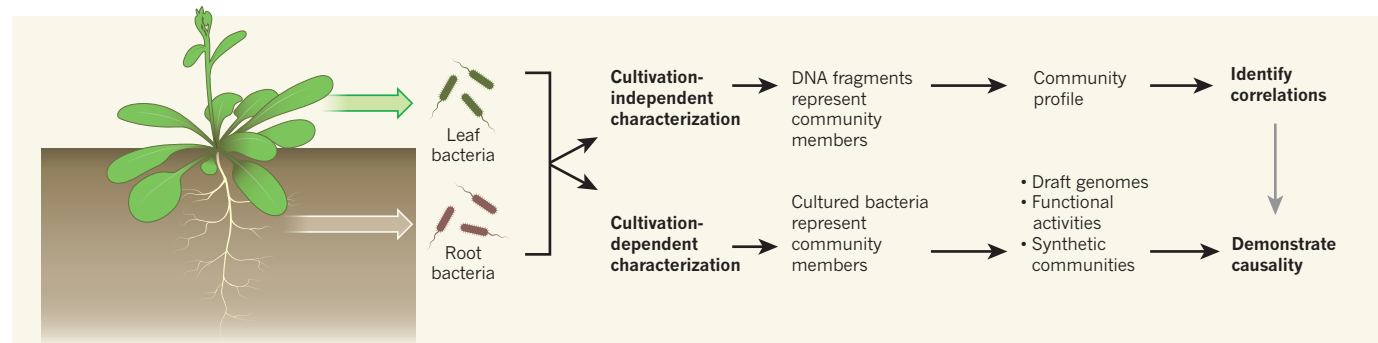 Leaf
bacteria
Root
bacteria
Cultivation-
independent
characterization
DNA fragments
represent
community
members
Community
profile
Identify
correlations
Cultivation-
dependent
characterization
Cultured bacteria
represent
community
members
• Draft genomes
• Functional
activities
• Synthetic
communities
Demonstrate
causality